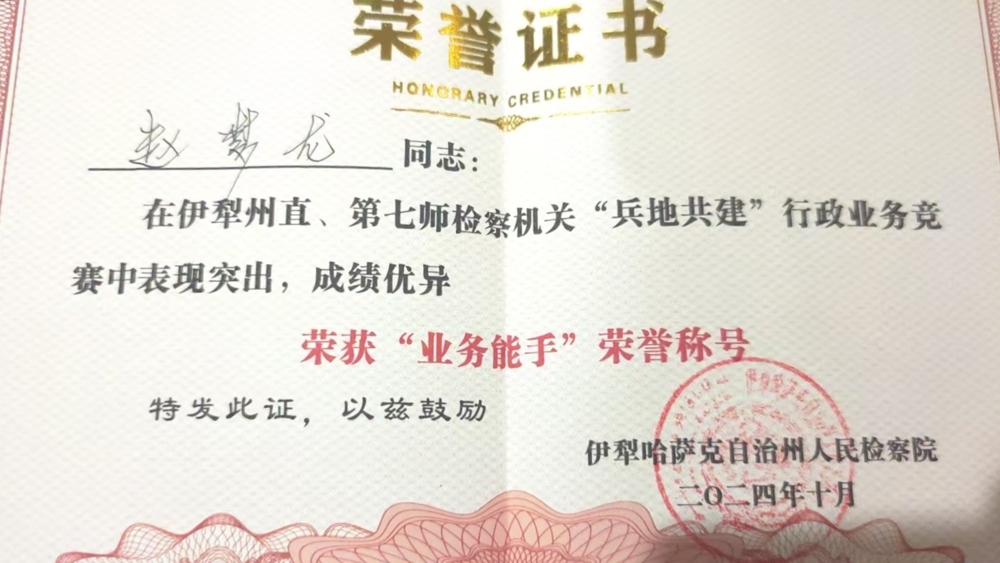 荣誉证书
HONORARY CREDENTIAL
赵梦龙 同志：
在伊犁州直、第七师检察机关“兵地共建”行政业务竞
赛中表现突出，成绩优异
荣获“业务能手”荣誉称号
特发此证，以兹鼓励
伊犁哈萨克自治州人民检察院
二〇二四年十月